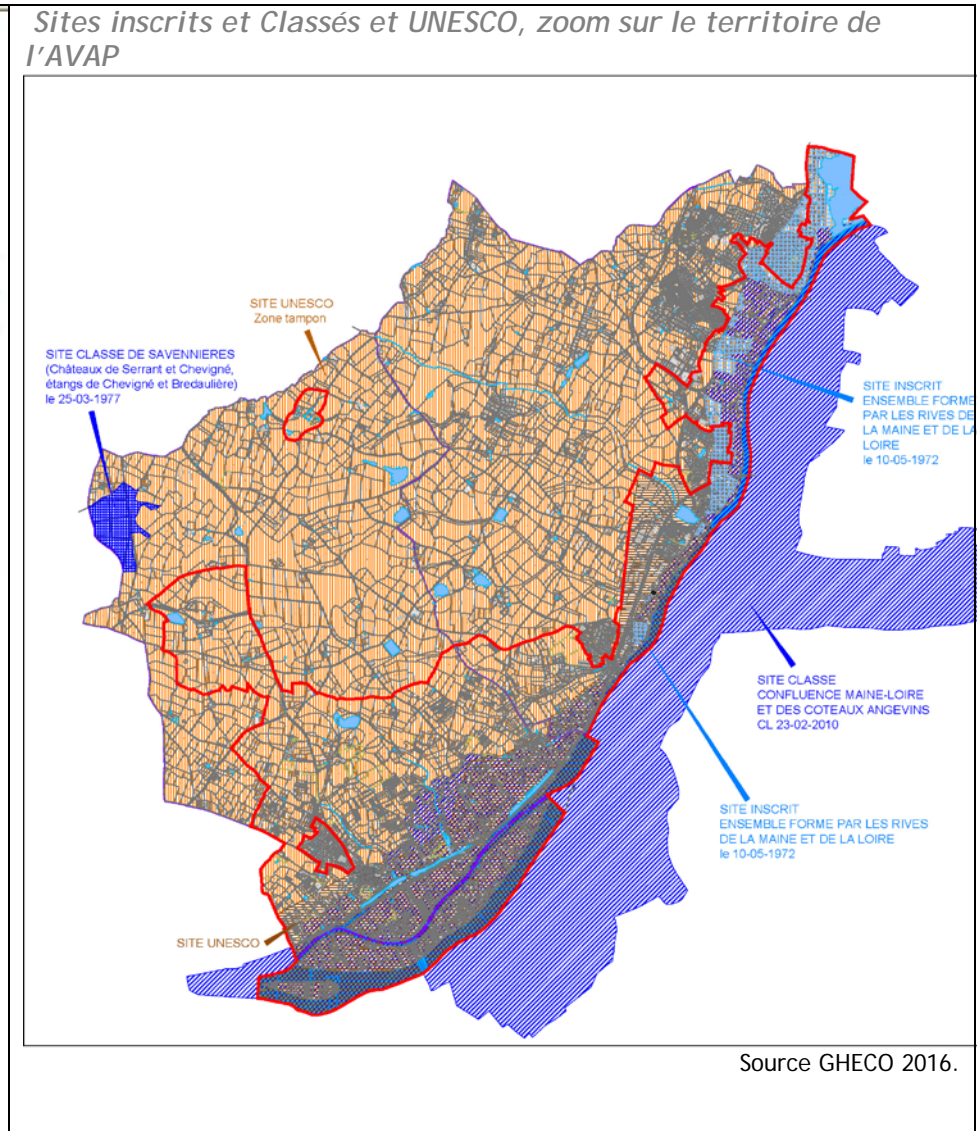 Sites inscrits et Classés et UNESCO, zoom sur le territoire de
l'AVAP
SITE UNESCO
Zone tampon
SITE CLASSE DE SAVENNIERES
(Châteaux de Serrant et Chevigné,
étangs de Chevigné et Bredaulière)
le 25-03-1977
SITE INSCRIT
ENSEMBLE FORME
PAR LES RIVES DE
LA MAINE ET DE LA
LOIRE
le 10-05-1972
SITE CLASSE
CONFLUENCE MAINE-LOIRE
ET DES COTEAUX ANGEVINS
CL 23-02-2010
SITE INSCRIT
ENSEMBLE FORME PAR LES RIVES
DE LA MAINE ET DE LA LOIRE
le 10-05-1972
SITE UNESCO
Source GHECO 2016.